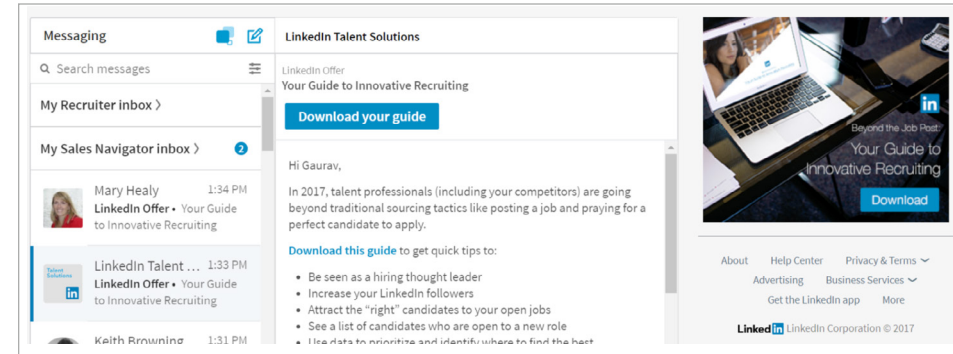 Messaging
Search messages
My Recruiter inbox >
My Sales Navigator inbox > 2
Mary Healy 1:34 PM
LinkedIn Offer • Your Guide
to Innovative Recruiting
Talent
Solutions
in
LinkedIn Talent ... 1:33 PM
LinkedIn Offer • Your Guide
to Innovative Recruiting
Keith Browning 1:31 PM
LinkedIn Talent Solutions
LinkedIn Offer
Your Guide to Innovative Recruiting
Download your guide
Hi Gaurav,
In 2017, talent professionals (including your competitors) are going
beyond traditional sourcing tactics like posting a job and praying for a
perfect candidate to apply.
Download this guide to get quick tips to:
• Be seen as a hiring thought leader
• Increase your LinkedIn followers
• Attract the “right” candidates to your open jobs
• See a list of candidates who are open to a new role
• Use data to prioritize and identify where to find the best
in
Beyond the Job Post:
Your Guide to
Innovative Recruiting
Download
About Help Center Privacy & Terms
Advertising Business Services
Get the LinkedIn app More
LinkedIn LinkedIn Corporation © 2017